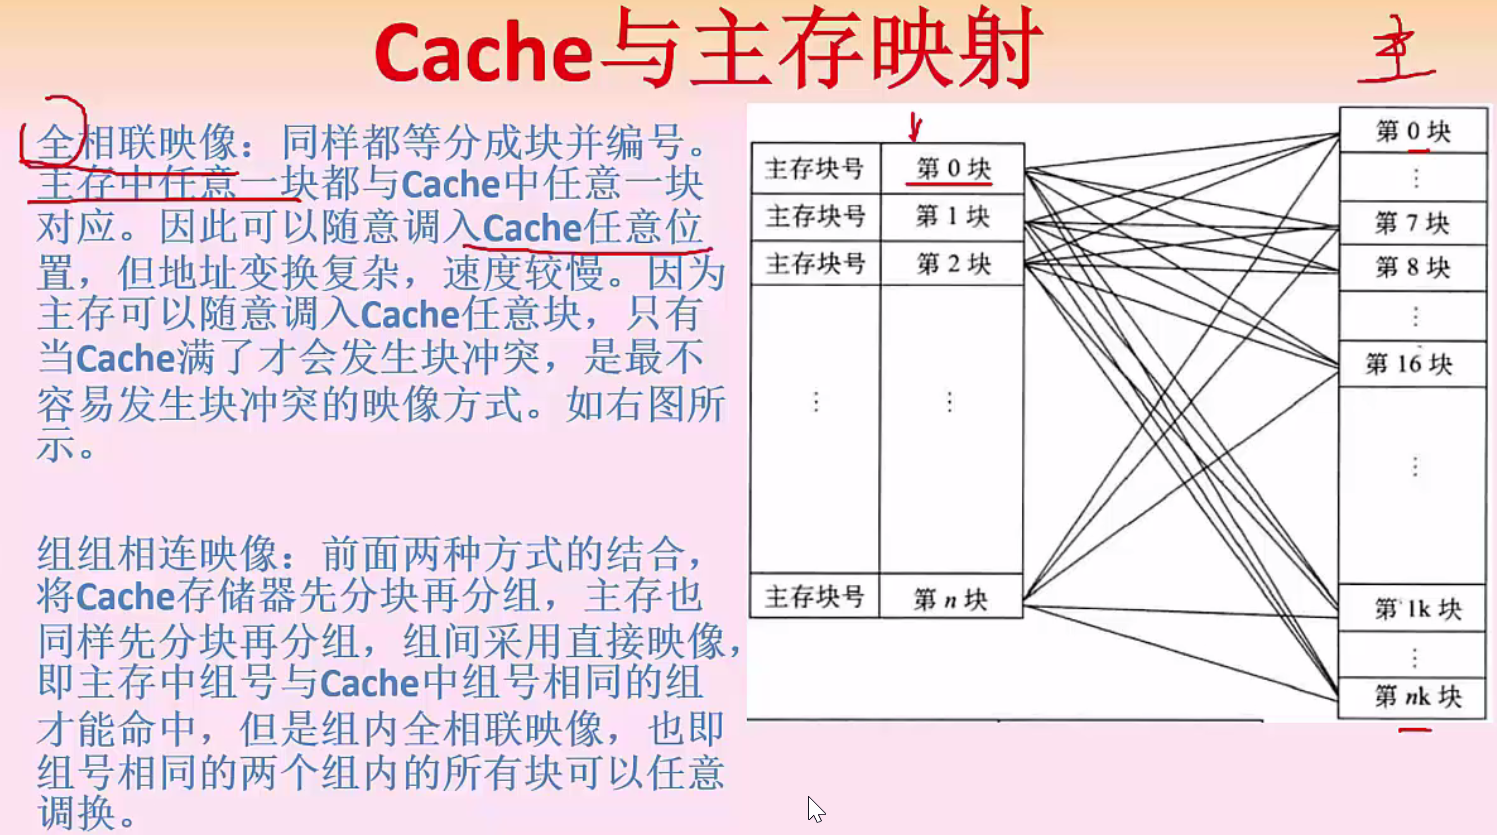 Cache与主存映射
主
全相联映像：同样都等分成块并编号。
主存中任意一块都与Cache中任意一块
对应。因此可以随意调入Cache任意位
置，但地址变换复杂，速度较慢。因为
主存可以随意调入Cache任意块，只有
当Cache满了才会发生块冲突，是最不
容易发生块冲突的映像方式。如右图所
示。
组组相连映像：前面两种方式的结合，
将Cache存储器先分块再分组，主存也
同样先分块再分组，组间采用直接映像，
即主存中组号与Cache中组号相同的组
才能命中，但是组内全相联映像，也即
组号相同的两个组内的所有块可以任意
调换。
主存块号 第 0 块
主存块号 第 1 块
主存块号 第 2 块
⋮ ⋮
主存块号 第 n 块
第 0 块
⋮
第 7 块
第 8 块
⋮
第 16 块
⋮
第 1k 块
⋮
第 nk 块